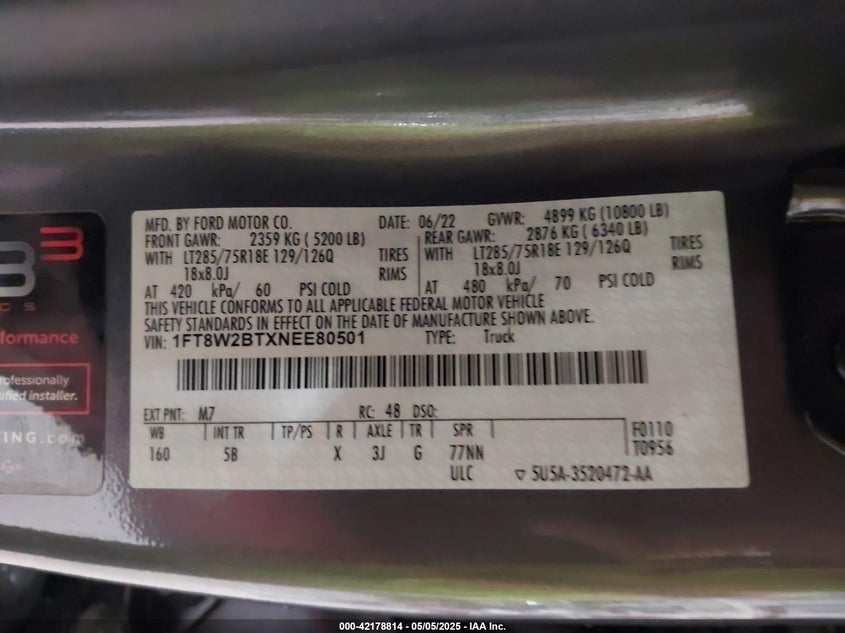 MFD. BY FORD MOTOR CO. DATE: 06/22 GVWR: 4899 KG (10800 LB)
FRONT GAWR: 2359 KG ( 5200 LB) REAR GAWR: 2876 KG ( 6340 LB)
WITH LT285/75R18E 129/126Q TIRES WITH LT285/75R18E 129/126Q TIRES
18x8.0J RIMS 18x8.0J RIMS
AT 420 kPa/ 60 PSI COLD AT 480 kPa/ 70 PSI COLD
THIS VEHICLE CONFORMS TO ALL APPLICABLE FEDERAL MOTOR VEHICLE
SAFETY STANDARDS IN EFFECT ON THE DATE OF MANUFACTURE SHOWN ABOVE.
VIN: 1FT8W2BTXNEE80501 TYPE: Truck
EXT PNT: M7 RC: 48 DSO:
WB INT TR TP/PS R AXLE TR SPR F0110
160 5B X 3J G 77NN T0956
ULC ▽ 5U5A-3520472-AA
3
formance
ofessionally
ified installer.
ING.com
G+
000-42178814 - 05/05/2025 - IAA Inc.